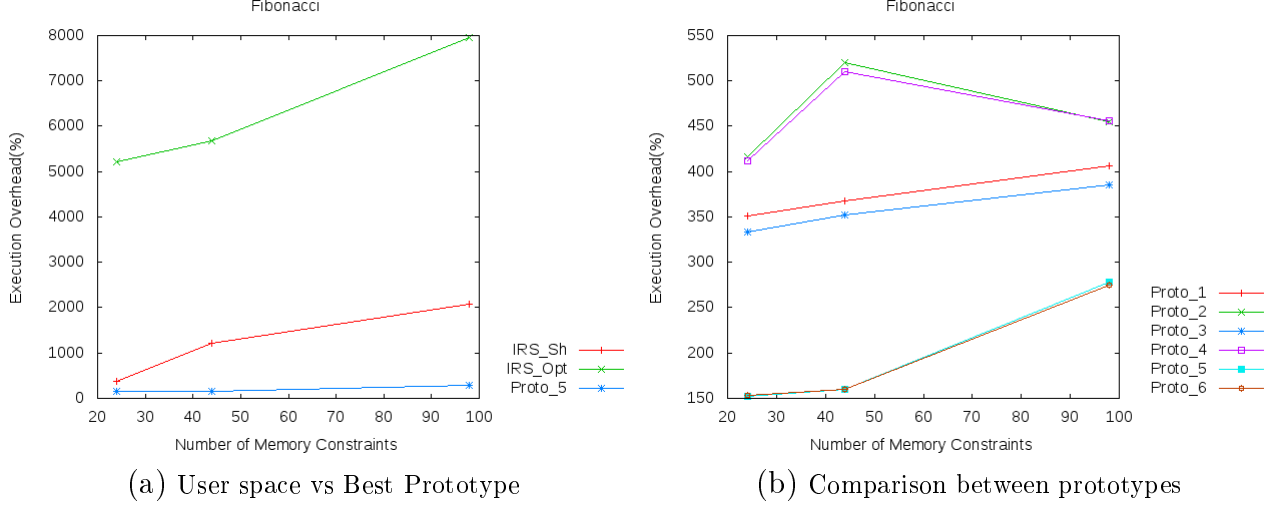 Fibonacci
8000
7000
6000
5000
4000
3000
2000
1000
0
20 30 40 50 60 70 80 90 100
Execution Overhead(%)
Number of Memory Constraints
IRS_Sh
IRS_Opt
Proto_5
(a) User space vs Best Prototype
Fibonacci
550
500
450
400
350
300
250
200
150
20 30 40 50 60 70 80 90 100
Execution Overhead(%)
Number of Memory Constraints
Proto_1
Proto_2
Proto_3
Proto_4
Proto_5
Proto_6
(b) Comparison between prototypes